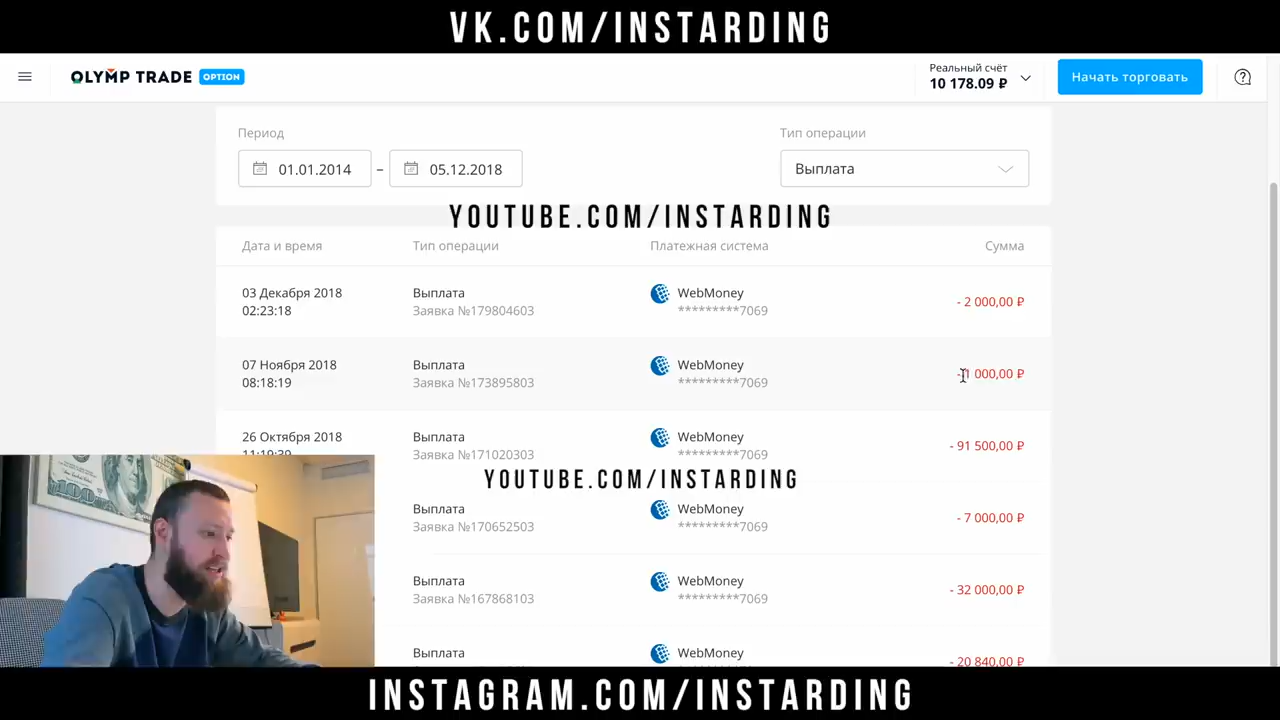 VK.COM/INSTARDING
OLYMP TRADE OPTION
Реальный счёт
10 178.09 ₽
Начать торговать
Период
Тип операции
01.01.2014 – 05.12.2018
Выплата
YOUTUBE.COM/INSTARDING
Дата и время Тип операции Платежная система Сумма
03 Декабря 2018 Выплата WebMoney - 2 000,00 ₽
02:23:18 Заявка №179804603 *********7069
07 Ноября 2018 Выплата WebMoney 000,00 ₽
08:18:19 Заявка №173895803 *********7069
26 Октября 2018 Выплата WebMoney - 91 500,00 ₽
Заявка №171020303 *********7069
YOUTUBE.COM/INSTARDING
Выплата WebMoney - 7 000,00 ₽
Заявка №170652503 *********7069
Выплата WebMoney - 32 000,00 ₽
Заявка №167868103 *********7069
Выплата WebMoney - 20 840,00 ₽
INSTAGRAM.COM/INSTARDING